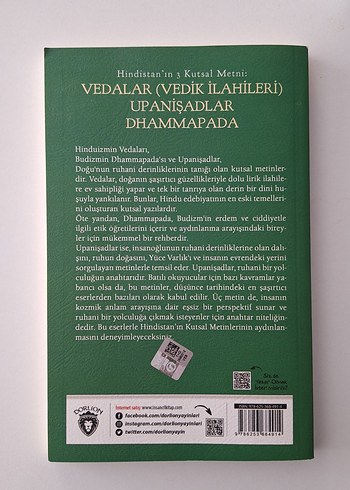 Hindistan'ın 3 Kutsal Metni:
VEDALAR (VEDİK İLAHİLERİ)
UPANİŞADLAR
DHAMMAPADA
Hinduizmin Vedaları,
Budizmin Dhammapada'sı ve Upanişadlar,
Doğu'nun ruhani derinliklerinin tanığı olan kutsal metinler-
dir. Vedalar, doğanın şaşırtıcı güzellikleriyle dolu lirik ilahile-
re ev sahipliği yapar ve tek bir tanrıya olan derin bir dini hu-
şuyla yankılanır. Bunlar, Hindu edebiyatının en eski temelleri-
ni oluşturan kutsal yazılardır.
Öte yandan, Dhammapada, Budizm'in erdem ve ciddiyetle
ilgili etik öğretilerini içerir ve aydınlanma arayışındaki birey-
ler için mükemmel bir rehberdir.
Upanişadlar ise, insanoğlunun ruhani derinliklerine olan dalı-
şını, ruhun doğasını, Yüce Varlık'ı ve insanın evrendeki yerini
sorgulayan metinlerle temsil eder. Upanişadlar, ruhani bir yol-
culuğun anahtarıdır. Batılı okuyucular için bazı kavramlar ya-
bancı olsa da, bu metinler, düşünce tarihindeki en şaşırtıcı
eserlerden bazıları olarak kabul edilir. Üç metin de, insanın
kozmik anlam arayışına dair eşsiz bir perspektif sunar ve
ruhani bir yolculuğa çıkmak isteyenler için anahtar niteliğin-
dedir. Bu eserlerle Hindistan'ın Kutsal Metinlerinin aydınlan-
masını deneyimleyeceksiniz.
DORLION
YAYINLARI
İnternet satış: www.insancilkitap.com
facebook.com/dorlionyayinlari
instagram.com/dorlionyayinlari
twitter.com/dorlionyayin